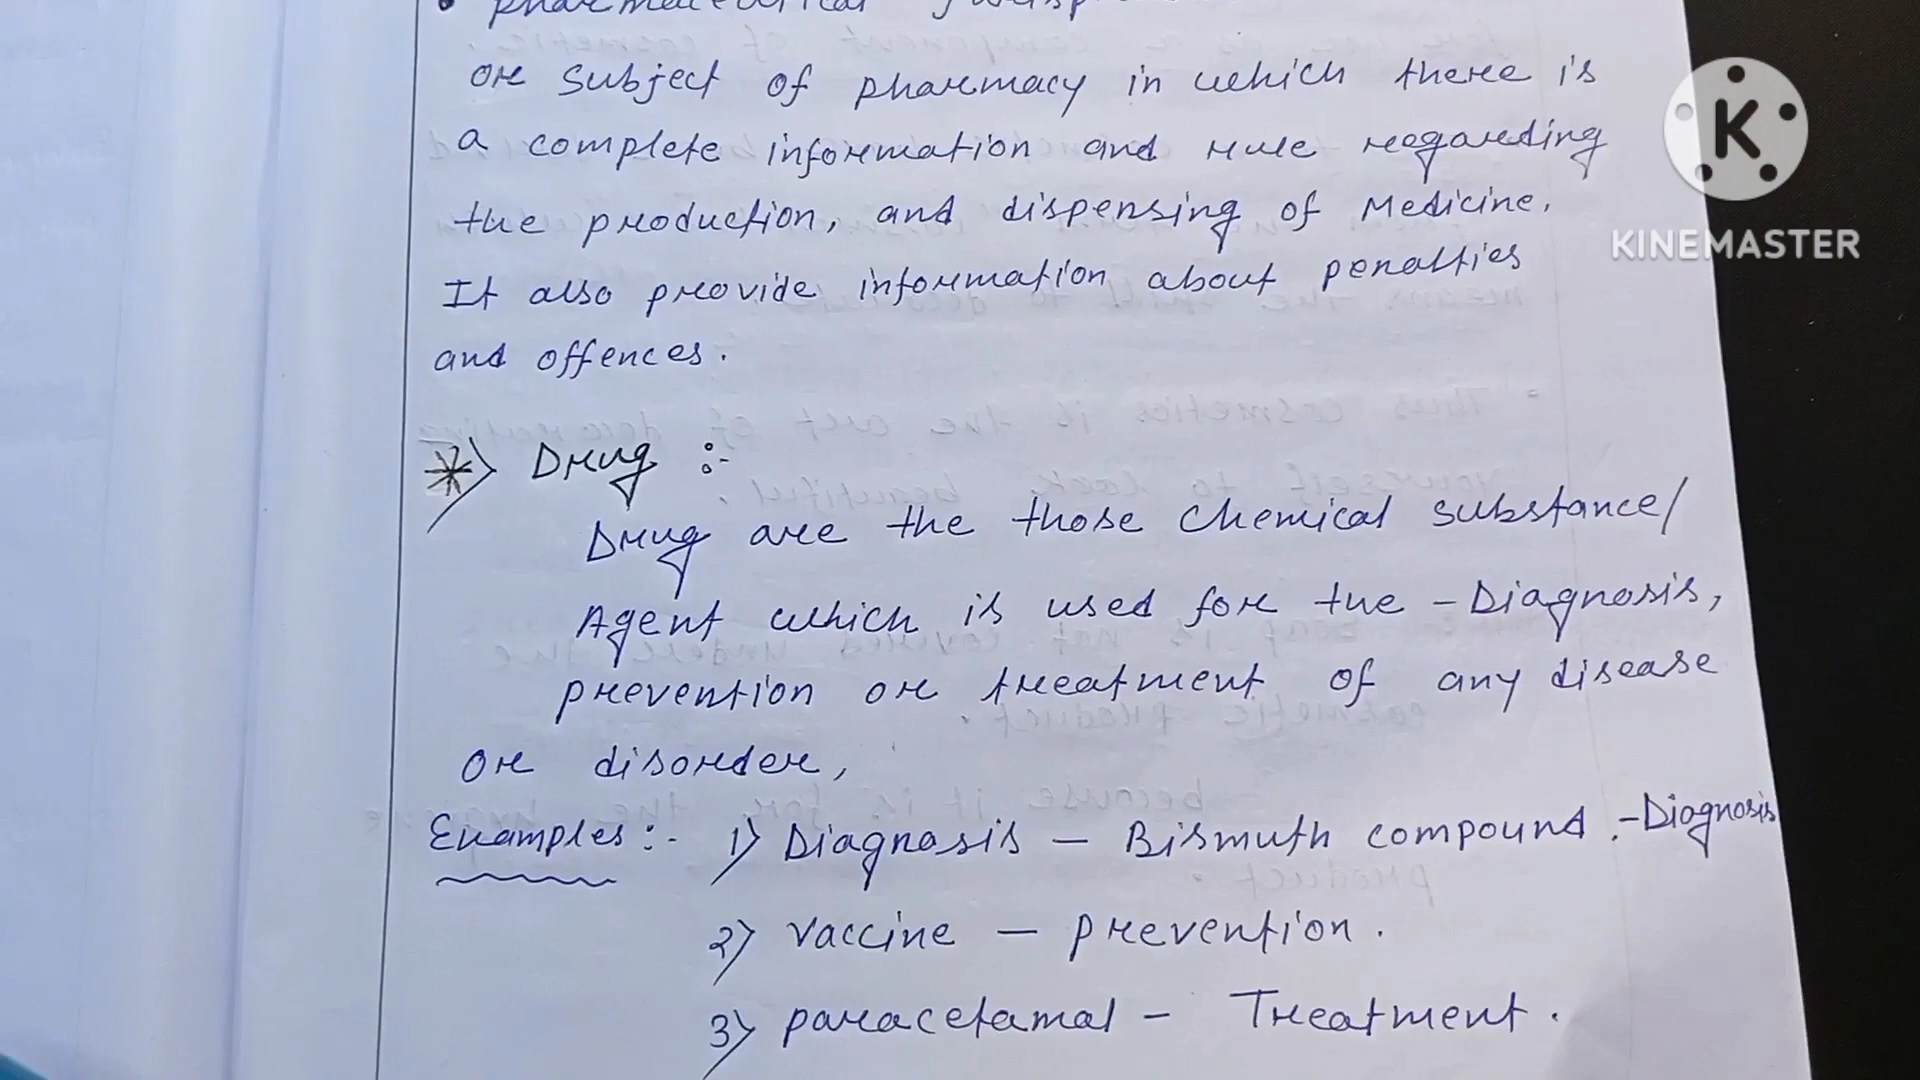 • pharmaceutical
or subject of pharmacy in which there is
a complete information and rule regarding
the production, and dispensing of Medicine.
It also provide information about penalties
and offences.
Drug :-
Drug are the those chemical substance/
Agent which is used for the - Diagnosis,
prevention or treatment of any disease
or disorder,
Examples :- 1) Diagnosis - Bismuth compound. - Diagnosis
2) vaccine - prevention.
3) paracetamal - Treatment.
K
KINEMASTER